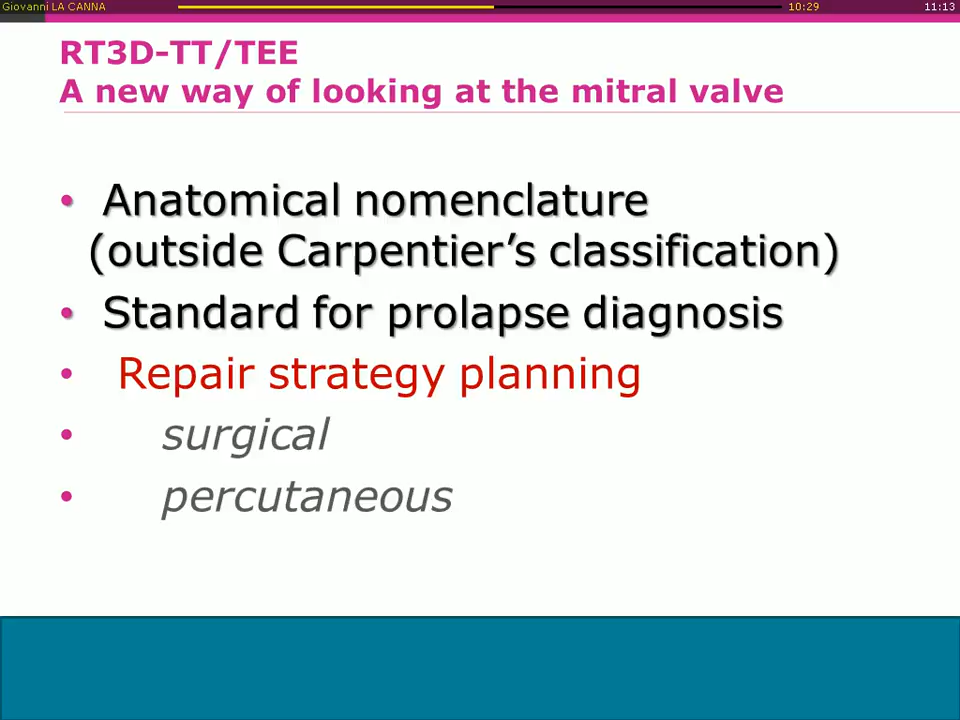 Giovanni LA CANNA 10:29 11:13
RT3D-TT/TEE
A new way of looking at the mitral valve
• Anatomical nomenclature
(outside Carpentier’s classification)
• Standard for prolapse diagnosis
• Repair strategy planning
• surgical
• percutaneous